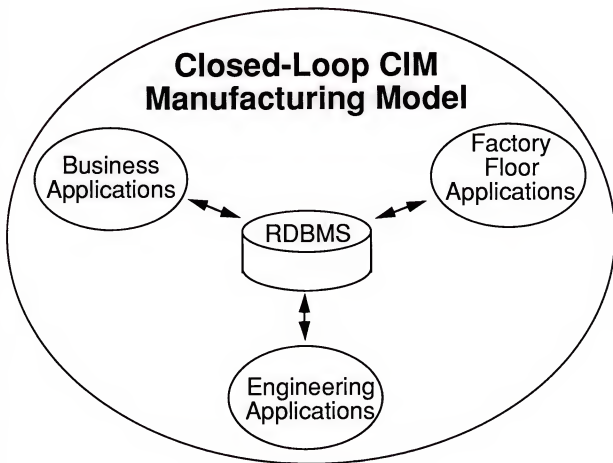 Closed-Loop CIM
Manufacturing Model
Business
Applications
Factory
Floor
Applications
RDBMS
Engineering
Applications